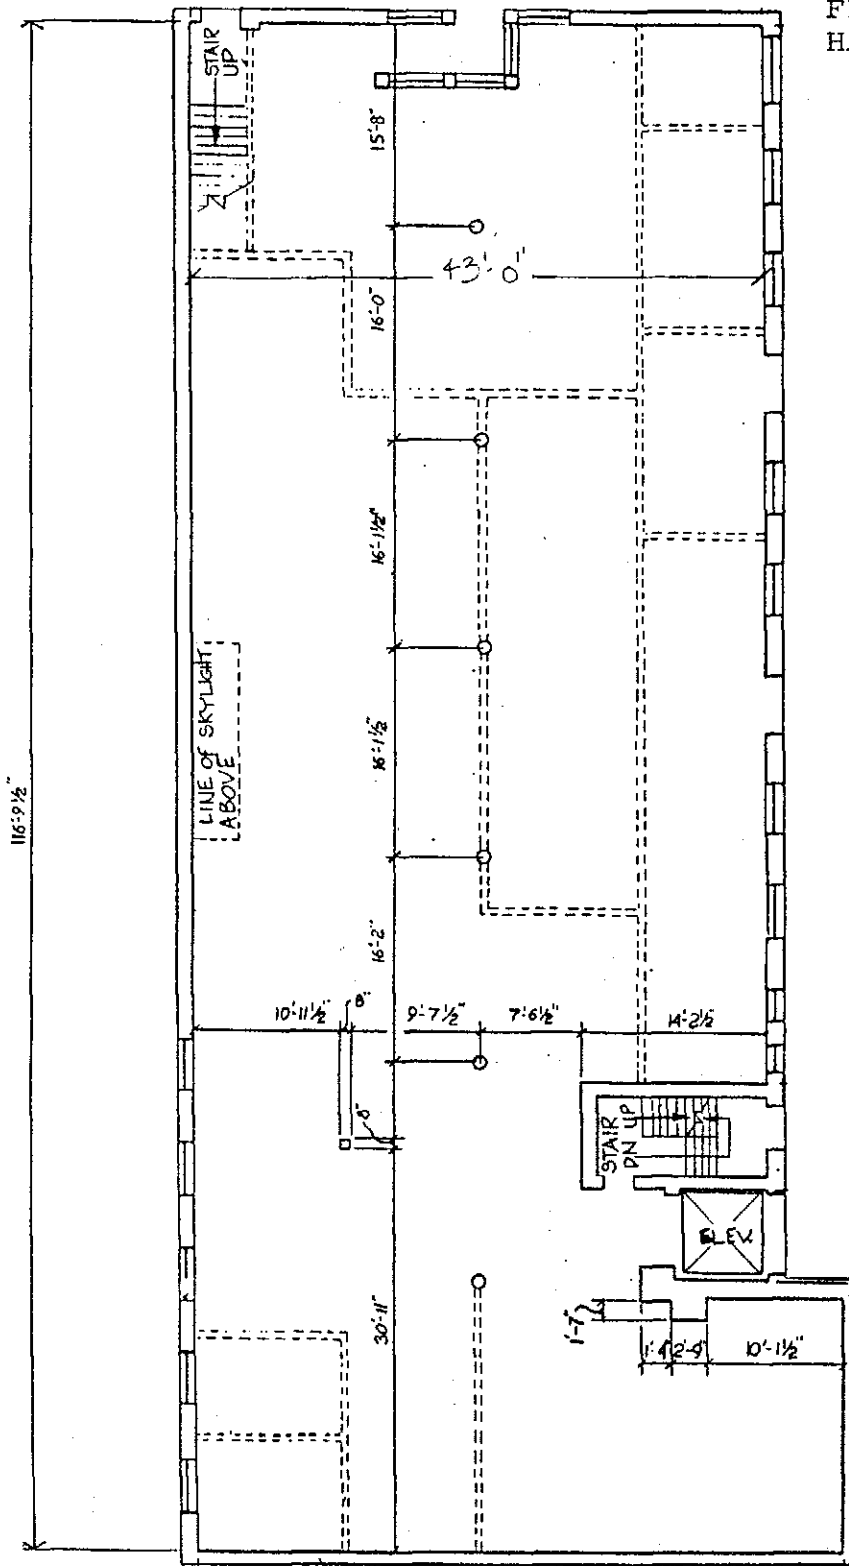 F
H
STAIR
UP
15'-8"
43'-0"
16'-0"
16'-1½"
LINE OF SKYLIGHT
ABOVE
16'-1½"
116'-9½"
16'-2"
10'-11½"
8"
9'-7½"
7'-6½"
14'-2½"
8"
STAIR
DN UP
ELEV.
30'-11"
1'-7"
1'-4"
2'-9"
10'-1½"